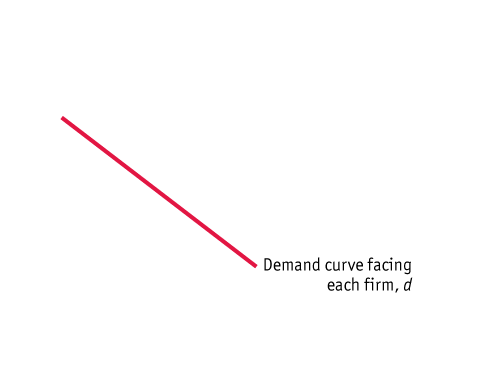 Demand curve facing
each firm, d